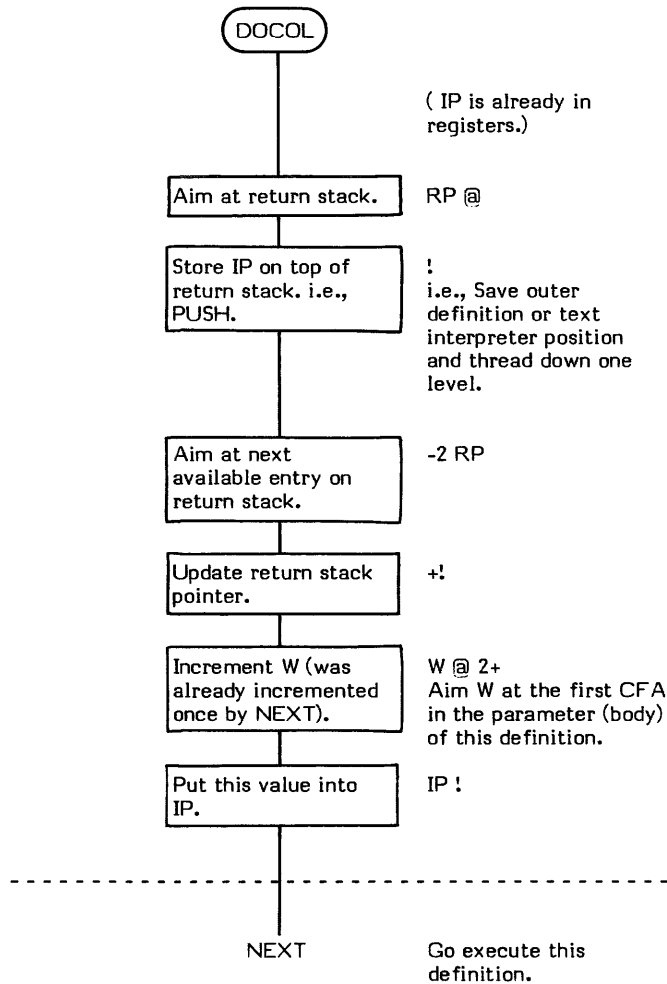 DOCOL
( IP is already in
registers.)
Aim at return stack.
RP @
Store IP on top of
return stack. i.e.,
PUSH.
!
i.e., Save outer
definition or text
interpreter position
and thread down one
level.
Aim at next
available entry on
return stack.
-2 RP
Update return stack
pointer.
+!
Increment W (was
already incremented
once by NEXT).
W @ 2+
Aim W at the first CFA
in the parameter (body)
of this definition.
Put this value into
IP.
IP !
NEXT
Go execute this
definition.